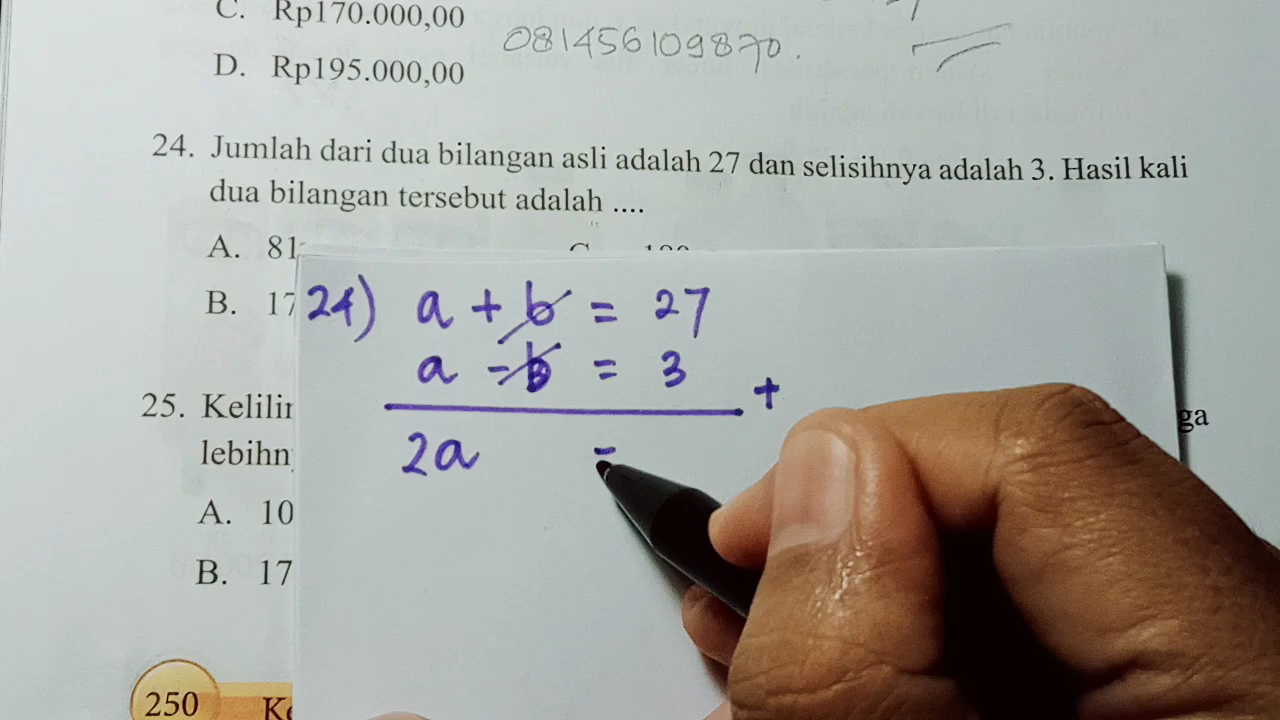 C. Rp170.000,00
081456109870.
D. Rp195.000,00
24. Jumlah dari dua bilangan asli adalah 27 dan selisihnya adalah 3. Hasil kali
dua bilangan tersebut adalah ....
A. 81
B. 17
24) a + b = 27
a - b = 3
+
2a =
25. Kelilin
ga
lebihn
A. 10
B. 17
250